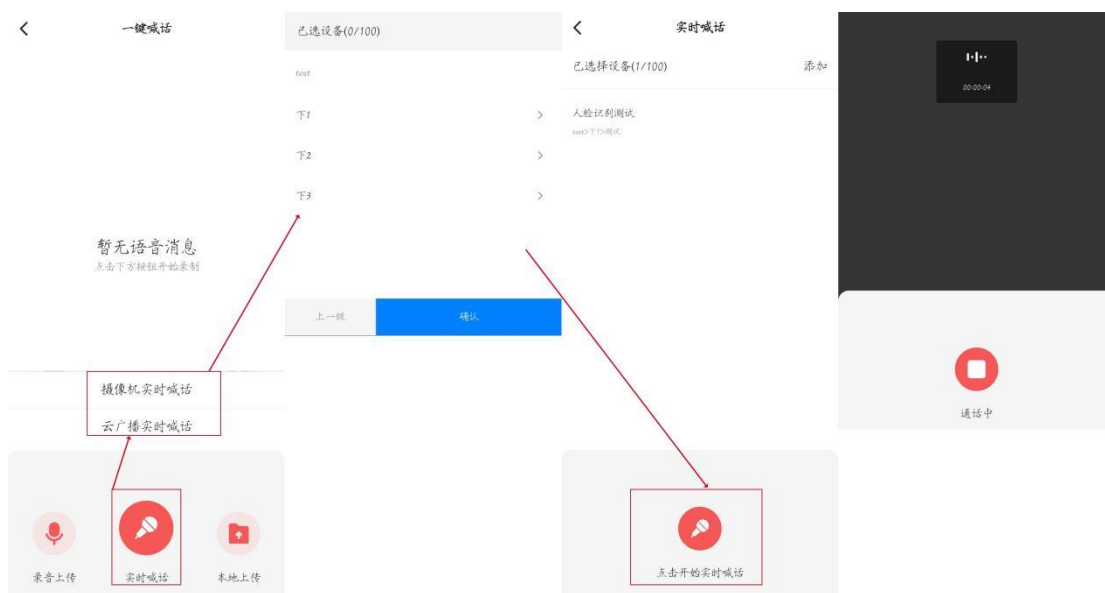 一键喊话
暂无语音消息
点击下方按钮开始录制
摄像机实时喊话
云广播实时喊话
录音上传
实时喊话
本地上传
已选设备(0/100)
test
下1
下2
下3
上一级
确认
实时喊话
已选择设备(1/100)
添加
人脸识别测试
test>下1>测试
点击开始实时喊话
00:00:04
通话中